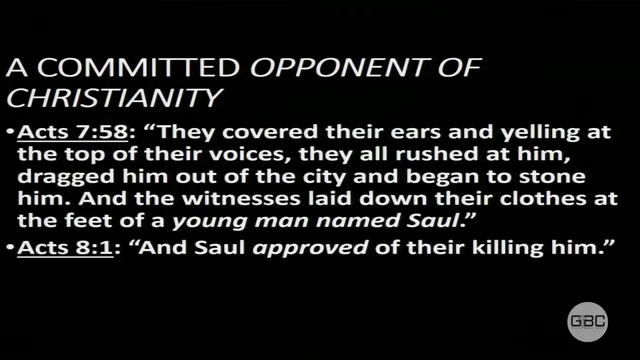 A COMMITTED OPPONENT OF
CHRISTIANITY
•Acts 7:58: “They covered their ears and yelling at
the top of their voices, they all rushed at him,
dragged him out of the city and began to stone
him. And the witnesses laid down their clothes at
the feet of a young man named Saul.”
•Acts 8:1: “And Saul approved of their killing him.”
GBC